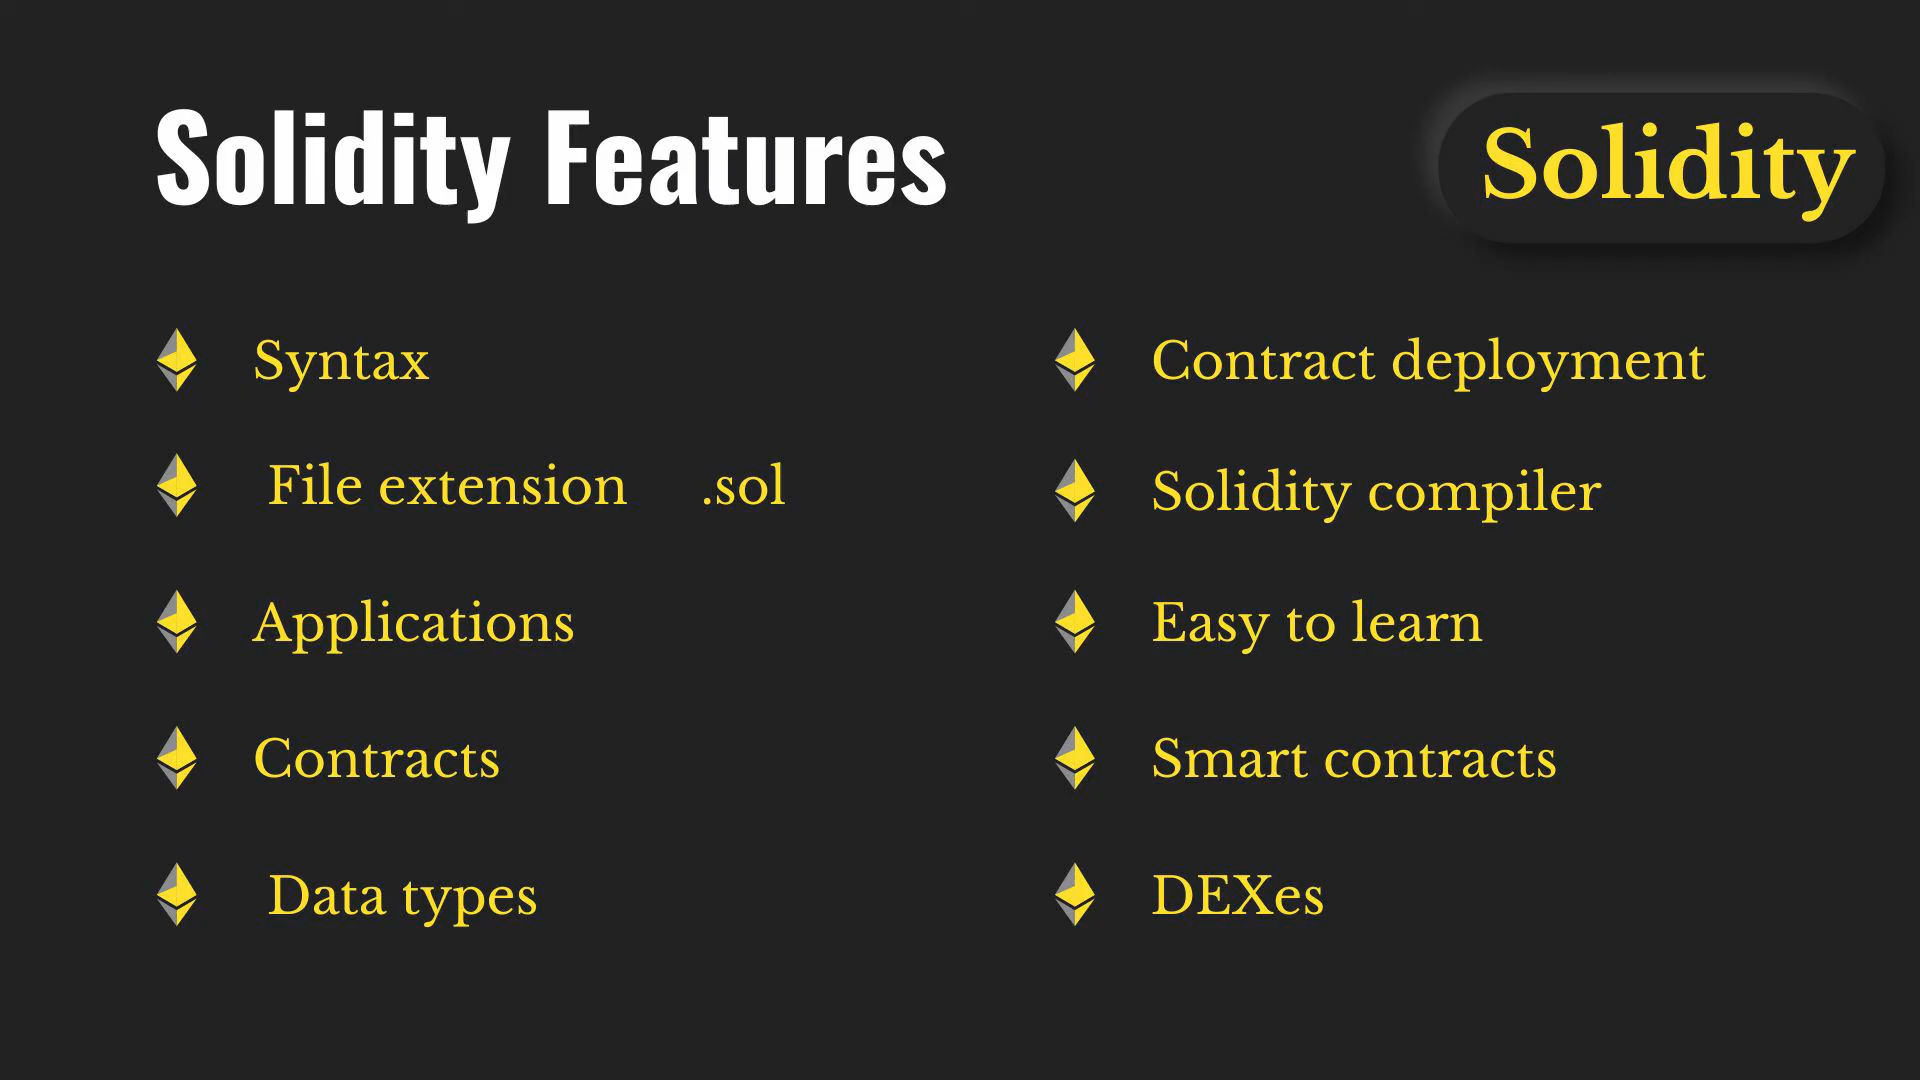 Solidity Features
Solidity
Syntax
File extension .sol
Applications
Contracts
Data types
Contract deployment
Solidity compiler
Easy to learn
Smart contracts
DEXes